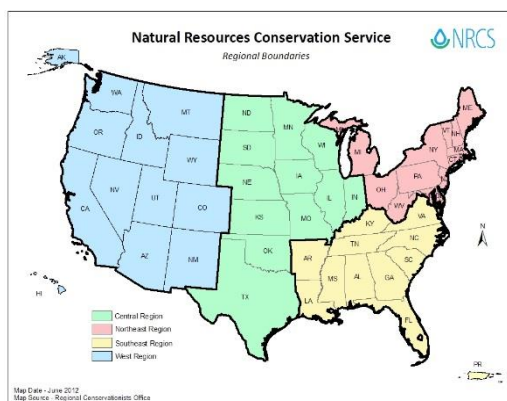 Natural Resources Conservation Service
Regional Boundaries
NRCS
AK
WA
MT
ND
MN
ME
OR
ID
SD
WI
MI
VT
NH
NY
MA
CT
WY
NE
IA
PA
NV
UT
CO
IL
IN
OH
WV
CA
KS
MO
KY
VA
N
AZ
NM
OK
AR
TN
NC
SC
HI
TX
LA
MS
AL
GA
FL
Central Region
Northeast Region
Southeast Region
West Region
PR
Map Date - June 2012
Map Source - Regional Conservationists Office